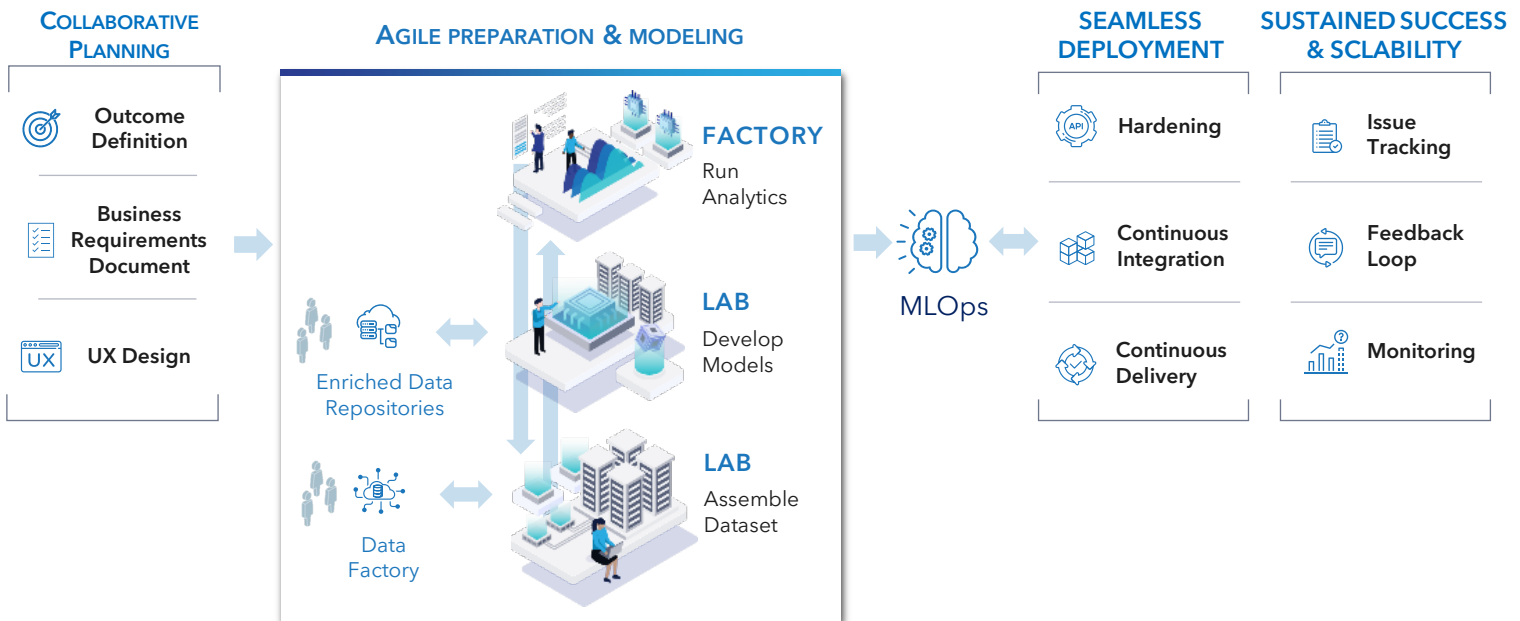 COLLABORATIVE
PLANNING
Outcome
Definition
Business
Requirements
Document
UX
UX Design
AGILE PREPARATION & MODELING
FACTORY
Run
Analytics
LAB
Develop
Models
Enriched Data
Repositories
LAB
Assemble
Dataset
Data
Factory
MLOps
SEAMLESS
DEPLOYMENT
API
Hardening
Continuous
Integration
Continuous
Delivery
SUSTAINED SUCCESS
& SCLABILITY
Issue
Tracking
Feedback
Loop
?
Monitoring